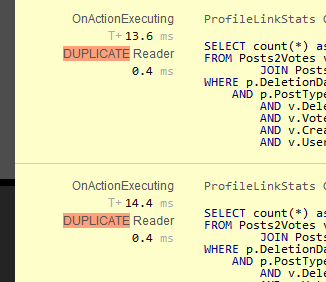 OnActionExecuting ProfileLinkStats
T+ 13.6 ms
DUPLICATE Reader SELECT count(*) as
0.4 ms FROM Posts2Votes v
JOIN Posts
WHERE p.DeletionDa
AND p.PostType
AND v.Dele
AND v.Vote
AND v.Crea
AND v.User
OnActionExecuting ProfileLinkStats
T+ 14.4 ms
DUPLICATE Reader SELECT count(*) as
0.4 ms FROM Posts2Votes v
JOIN Posts
WHERE p.DeletionDa
AND p.PostType
AND v.Dele